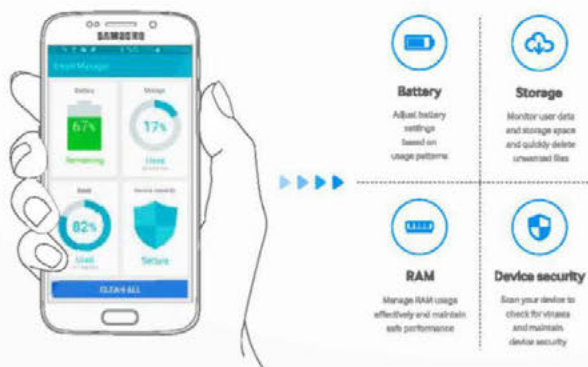 SAMSUNG
Smart Manager
Battery
Storage
67%
17%
Remaining
Used
RAM
Device security
82%
Used
Secure
CLEAN ALL
Battery
Adjust battery
settings
based on
usage patterns
Storage
Monitor user data
and storage space
and quickly delete
unwanted files
RAM
Manage RAM usage
effectively and maintain
safe performance
Device security
Scan your device to
check for viruses
and maintain
device security